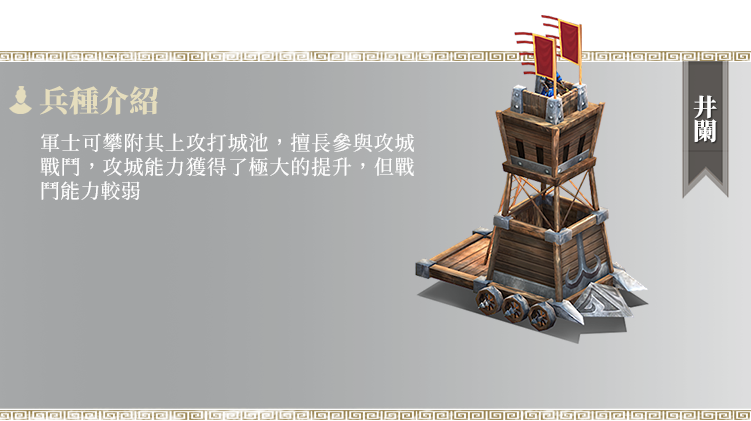 兵種介紹
軍士可攀附其上攻打城池，擅長參與攻城
戰鬥，攻城能力獲得了極大的提升，但戰
鬥能力較弱
井闌